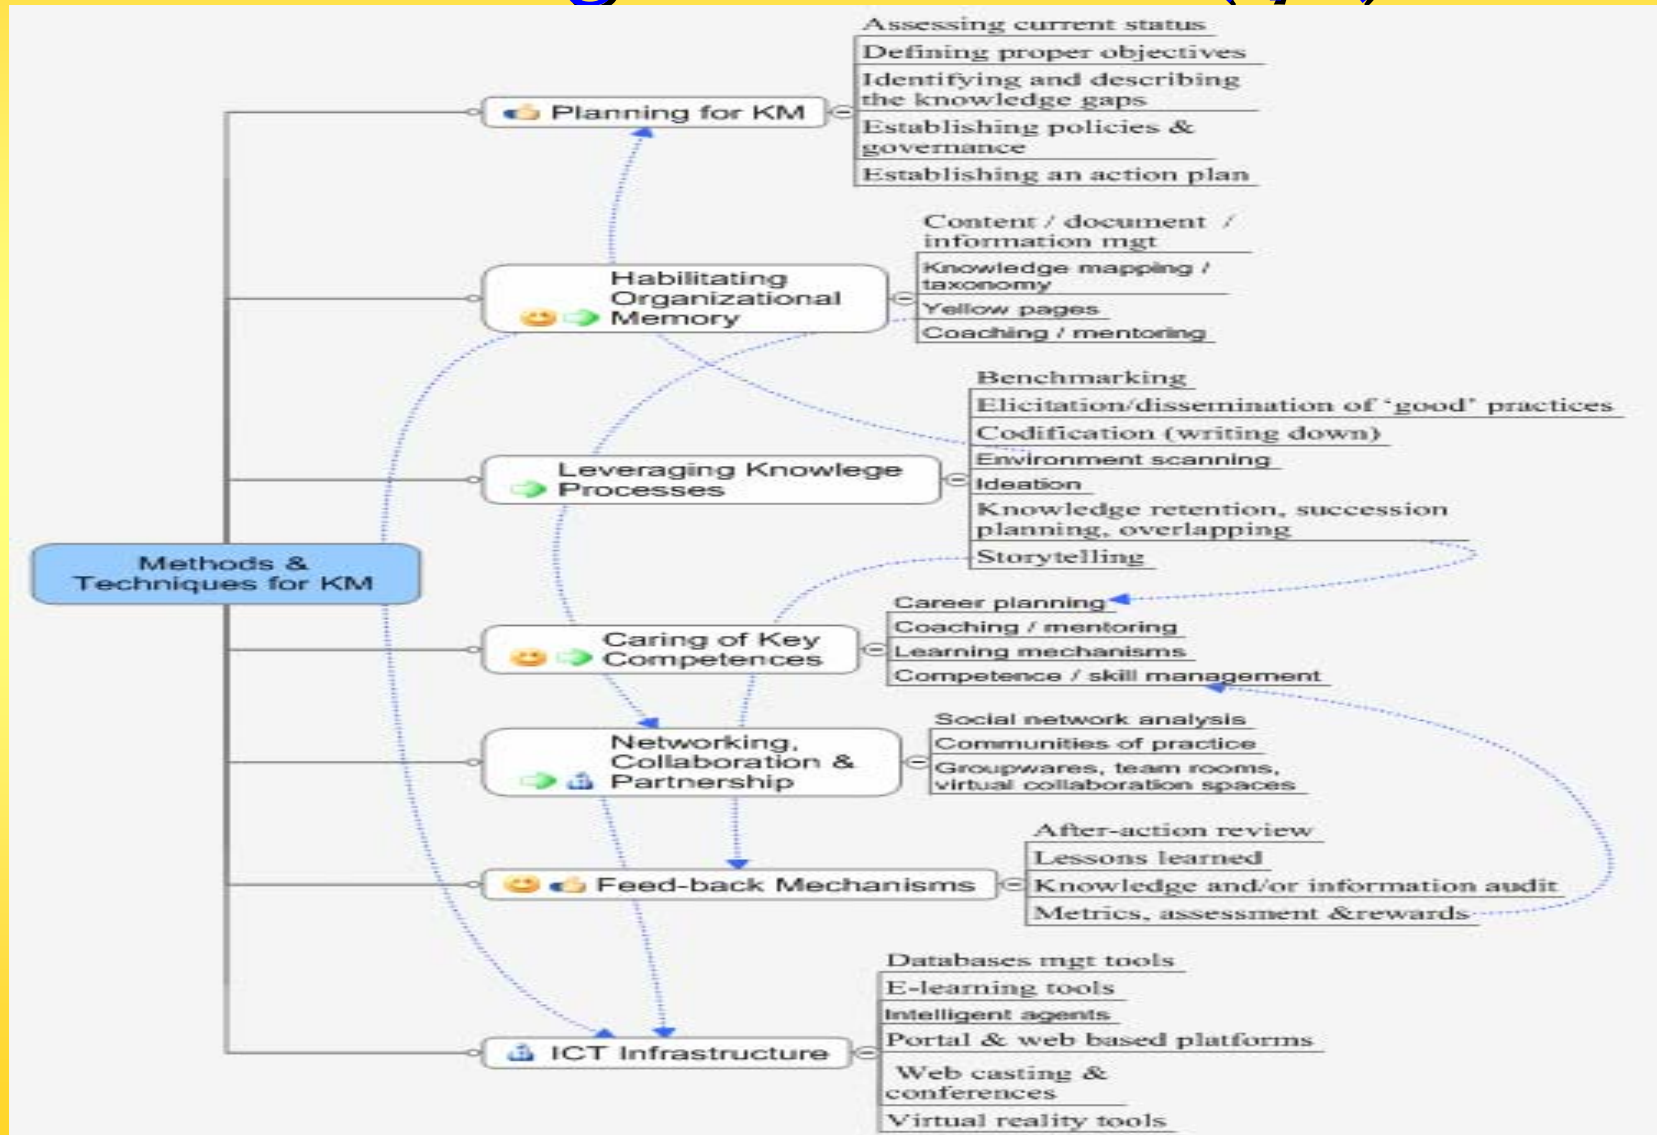 Assessing current status
Defining proper objectives
Identifying and describing
the knowledge gaps
Planning for KM
Establishing policies &
governance
Establishing an action plan
Content / document /
information mgt
Habilitating
Organizational
Memory
Knowledge mapping /
taxonomy
Yellow pages
Coaching / mentoring
Benchmarking
Elicitation/dissemination of ‘good’ practices
Codification (writing down)
Leveraging Knowlege
Processes
Environment scanning
Ideation
Knowledge retention, succession
planning, overlapping
Storytelling
Methods &
Techniques for KM
Career planning
Caring of Key
Competences
Coaching / mentoring
Learning mechanisms
Competence / skill management
Networking,
Collaboration &
Partnership
Social network analysis
Communities of practice
Groupwares, team rooms,
virtual collaboration spaces
After-action review
Lessons learned
Feed-back Mechanisms
Knowledge and/or information audit
Metrics, assessment &rewards
Databases mgt tools
E-learning tools
Intelligent agents
ICT Infrastructure
Portal & web based platforms
Web casting &
conferences
Virtual reality tools